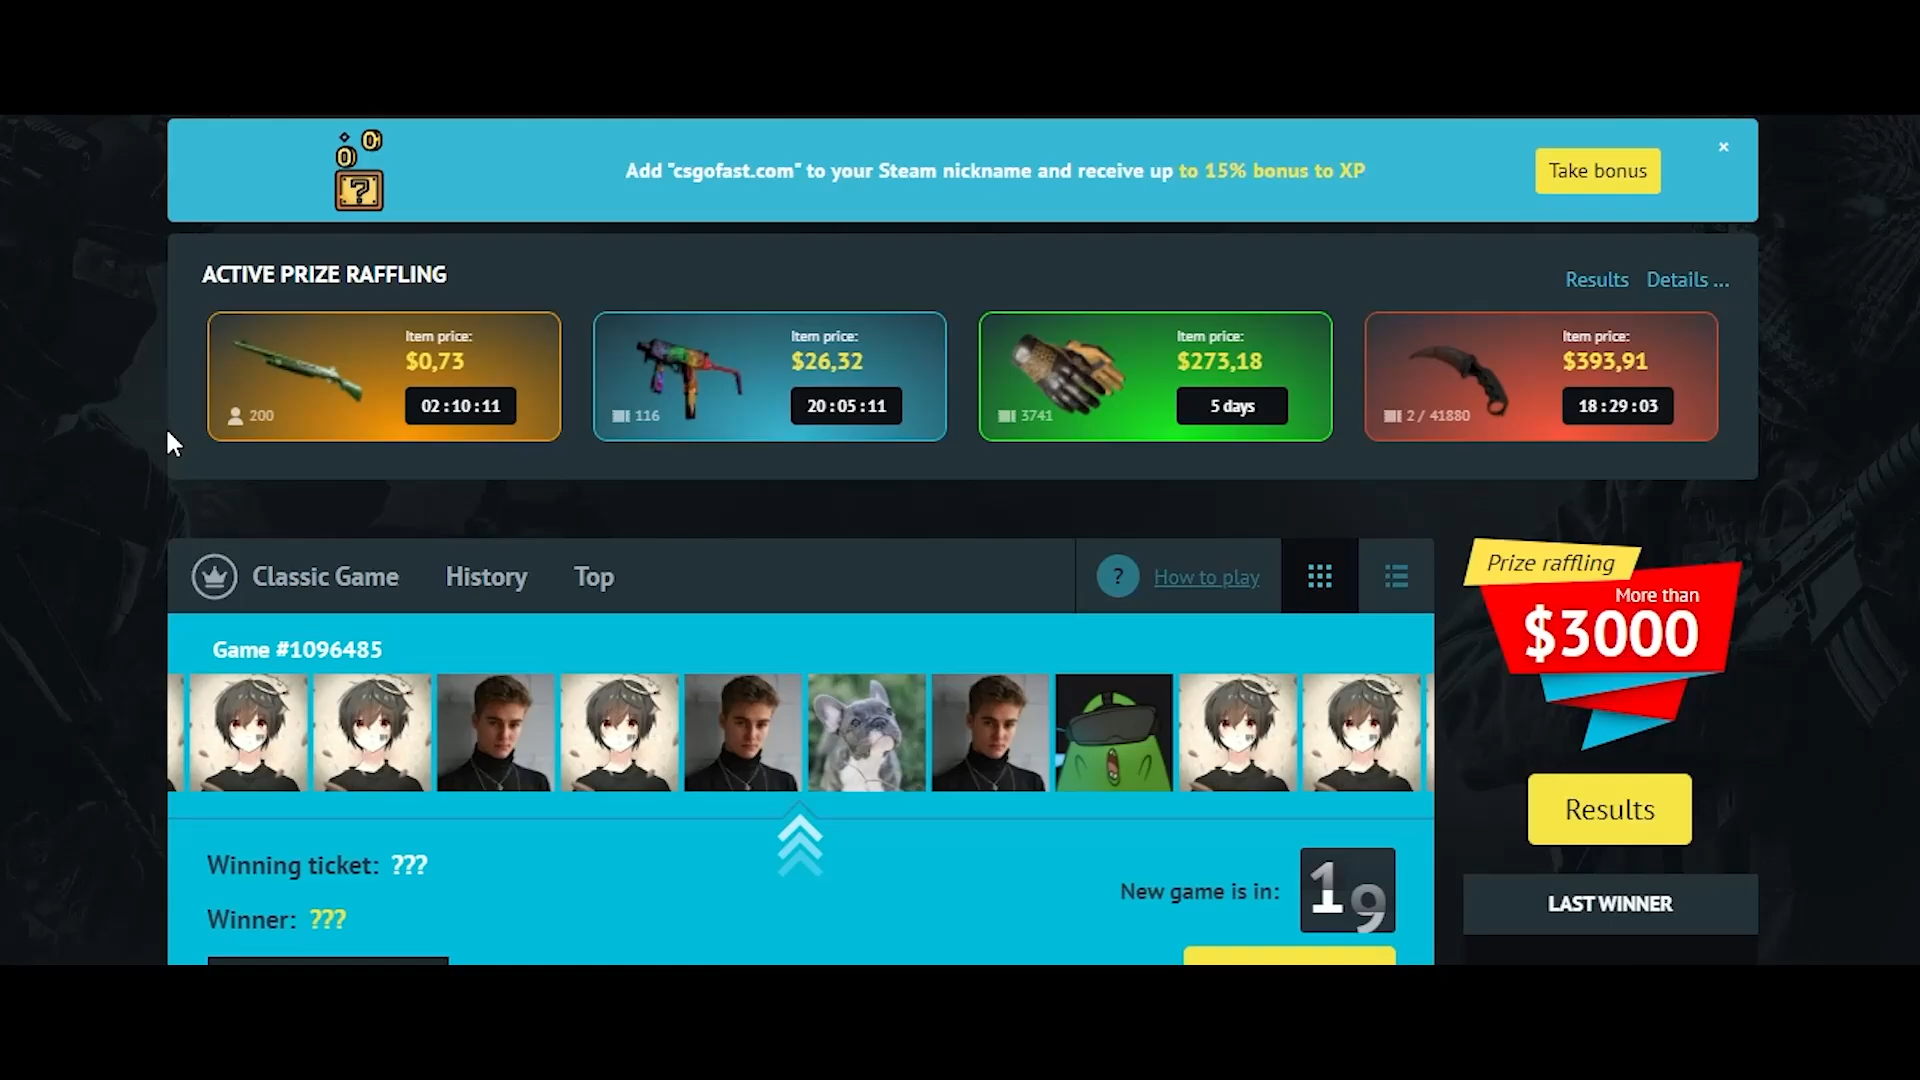 Add "csgofast.com" to your Steam nickname and receive up to 15% bonus to XP
Take bonus
×
ACTIVE PRIZE RAFFLING
Results
Details ...
Item price:
$0,73
02:10:11
200
Item price:
$26,32
20:05:11
116
Item price:
$273,18
5 days
3741
Item price:
$393,91
18:29:03
2 / 41880
Classic Game
History
Top
?
How to play
Prize raffling
More than
$3000
Game #1096485
Results
Winning ticket: ???
New game is in:
19
Winner: ???
LAST WINNER